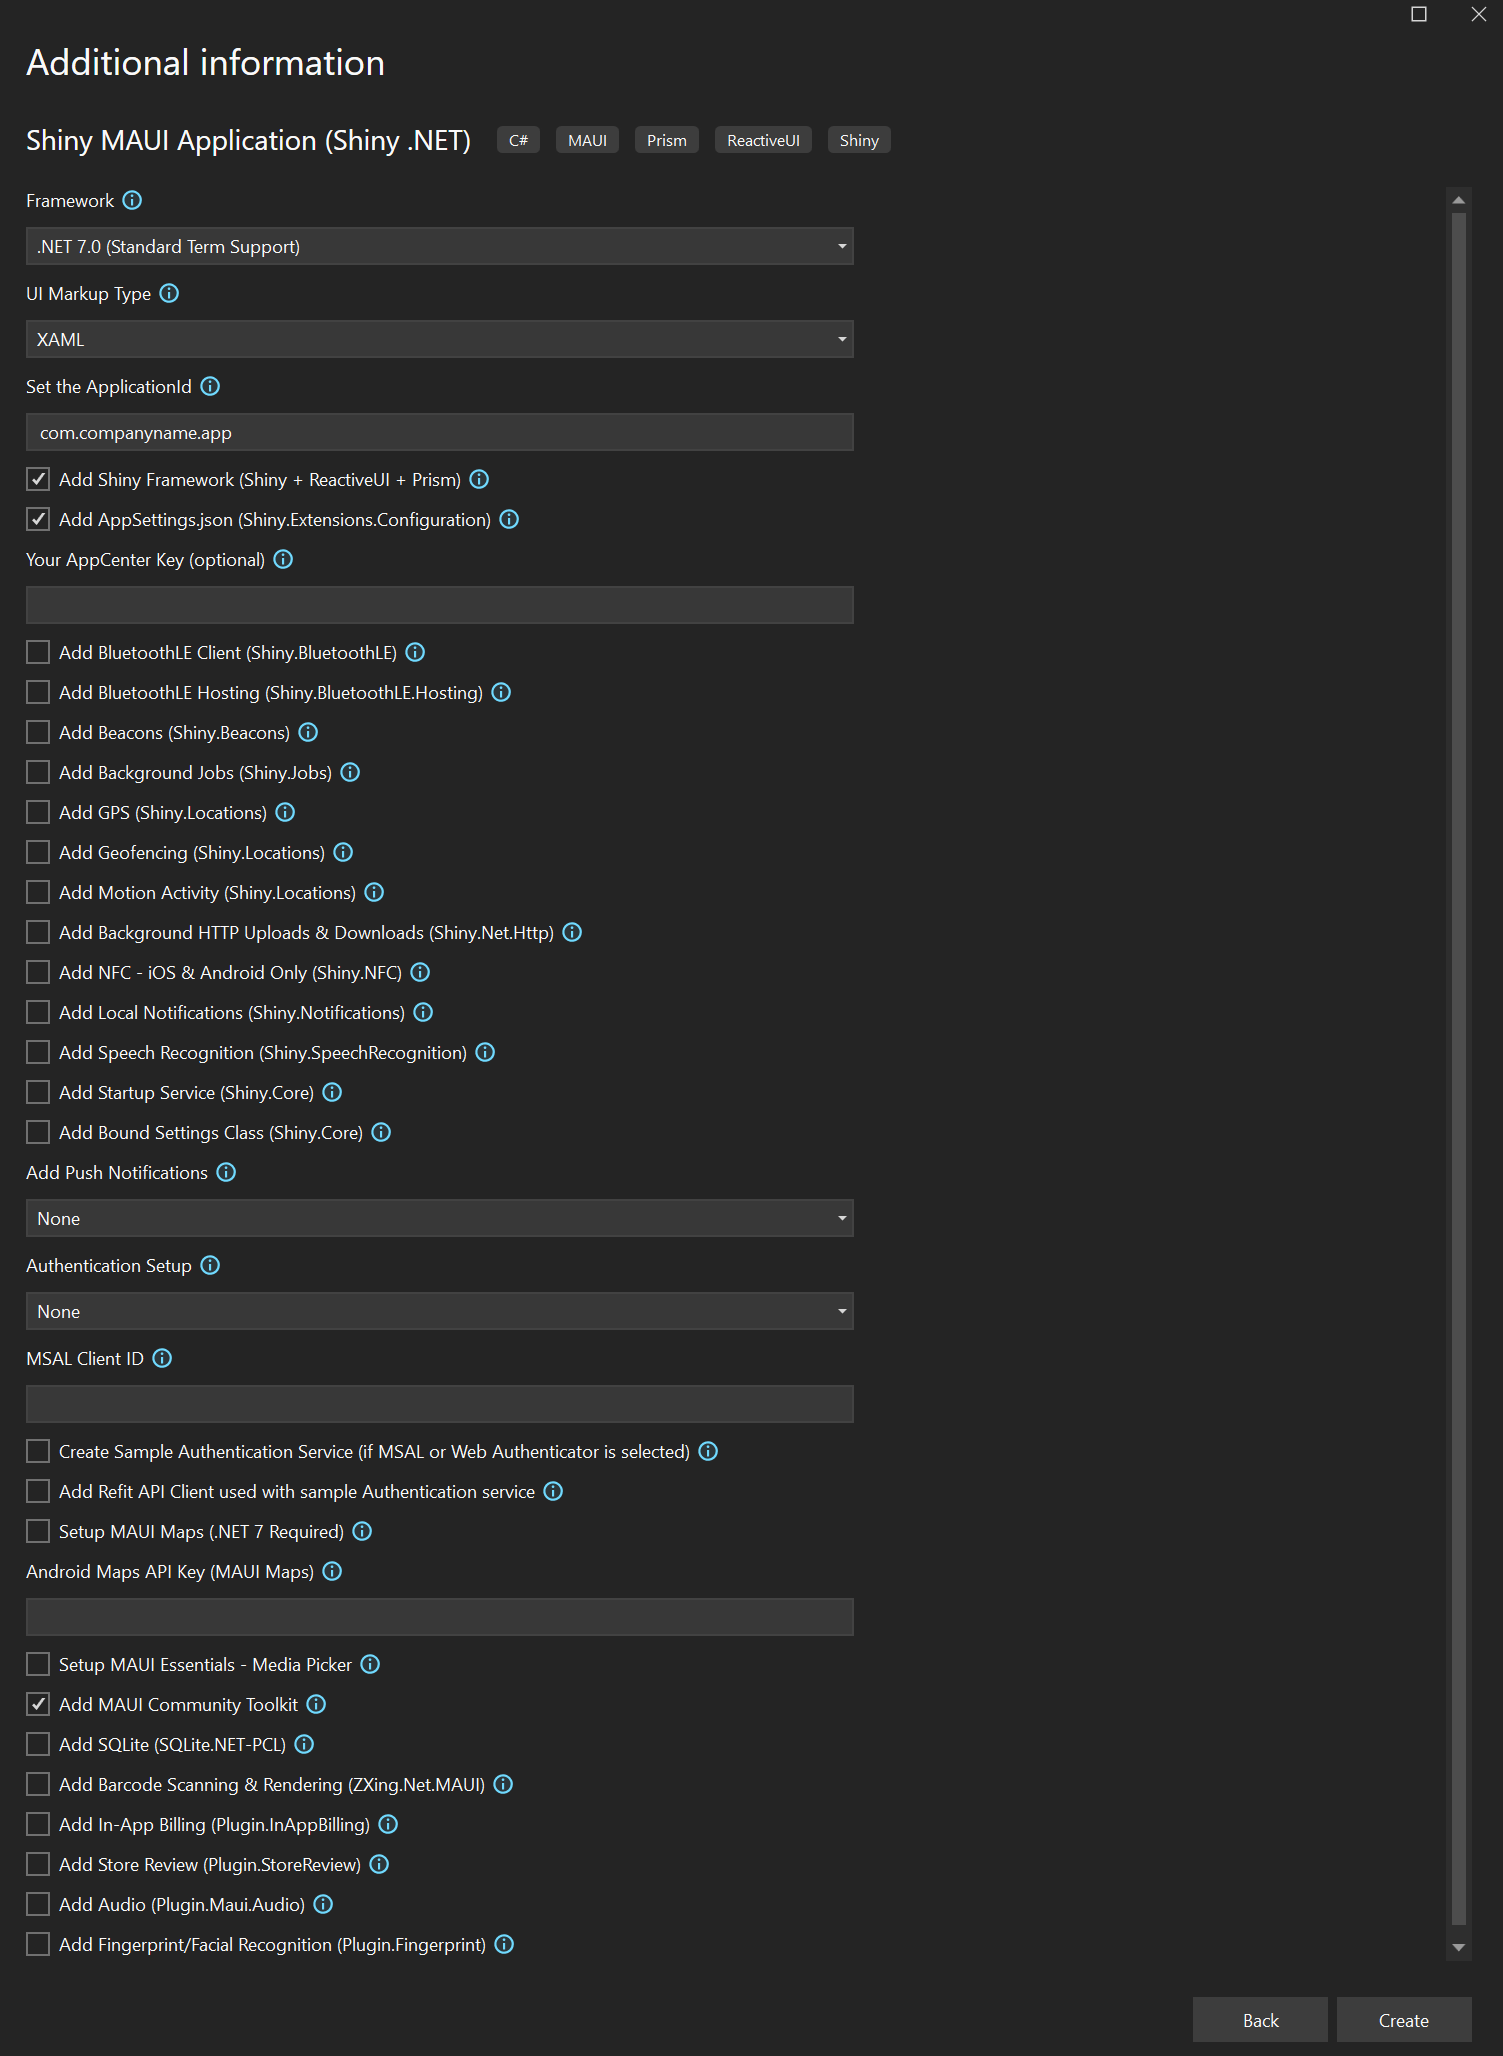 Additional information
Shiny MAUI Application (Shiny .NET) C# MAUI Prism ReactiveUI Shiny
Framework
.NET 7.0 (Standard Term Support)
UI Markup Type
XAML
Set the ApplicationId
com.companyname.app
Add Shiny Framework (Shiny + ReactiveUI + Prism)
Add AppSettings.json (Shiny.Extensions.Configuration)
Your AppCenter Key (optional)
Add BluetoothLE Client (Shiny.BluetoothLE)
Add BluetoothLE Hosting (Shiny.BluetoothLE.Hosting)
Add Beacons (Shiny.Beacons)
Add Background Jobs (Shiny.Jobs)
Add GPS (Shiny.Locations)
Add Geofencing (Shiny.Locations)
Add Motion Activity (Shiny.Locations)
Add Background HTTP Uploads & Downloads (Shiny.Net.Http)
Add NFC - iOS & Android Only (Shiny.NFC)
Add Local Notifications (Shiny.Notifications)
Add Speech Recognition (Shiny.SpeechRecognition)
Add Startup Service (Shiny.Core)
Add Bound Settings Class (Shiny.Core)
Add Push Notifications
None
Authentication Setup
None
MSAL Client ID
Create Sample Authentication Service (if MSAL or Web Authenticator is selected)
Add Refit API Client used with sample Authentication service
Setup MAUI Maps (.NET 7 Required)
Android Maps API Key (MAUI Maps)
Setup MAUI Essentials - Media Picker
Add MAUI Community Toolkit
Add SQLite (SQLite.NET-PCL)
Add Barcode Scanning & Rendering (ZXing.Net.MAUI)
Add In-App Billing (Plugin.InAppBilling)
Add Store Review (Plugin.StoreReview)
Add Audio (Plugin.Maui.Audio)
Add Fingerprint/Facial Recognition (Plugin.Fingerprint)
Back Create